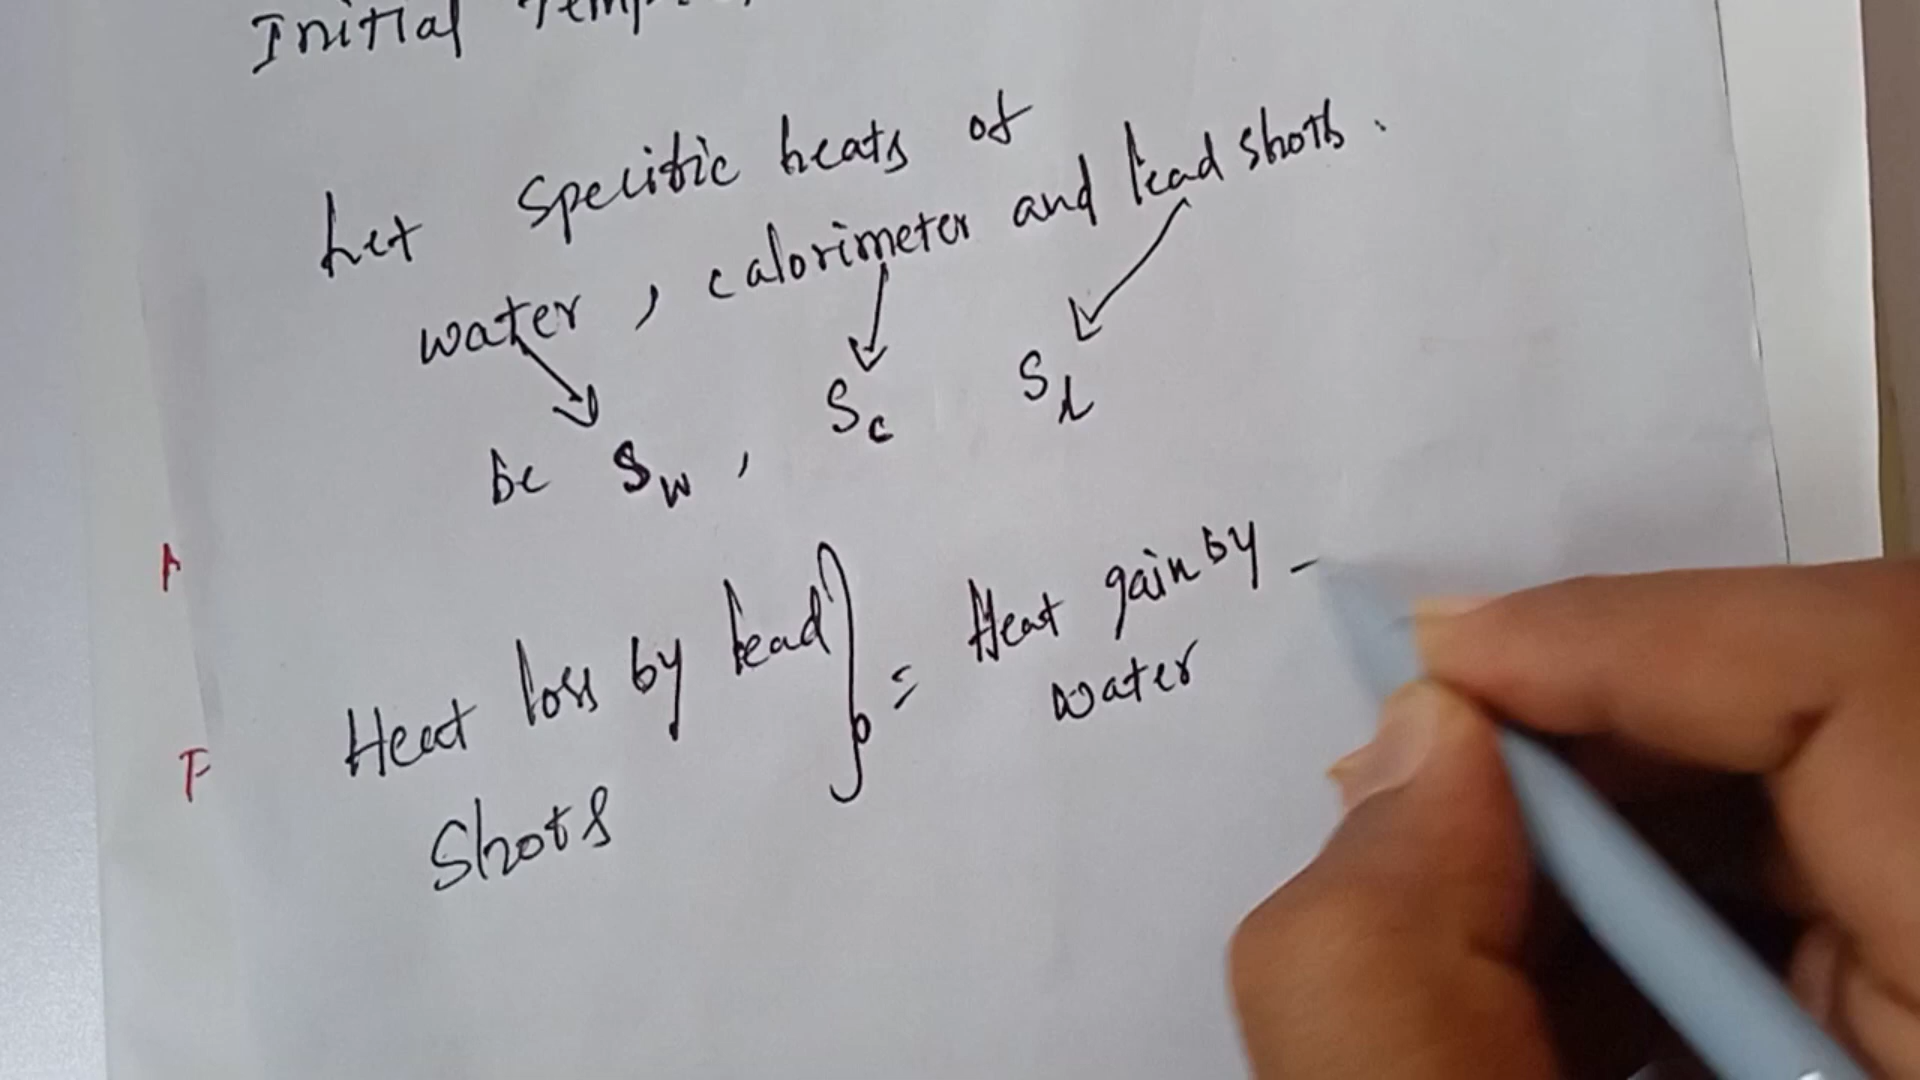 Initial Temp
Let specific heats of
water, calorimeter and lead shots.
be Sw, Sc Sl
A
Heat loss by lead } = Heat gain by -
water
F
Shots